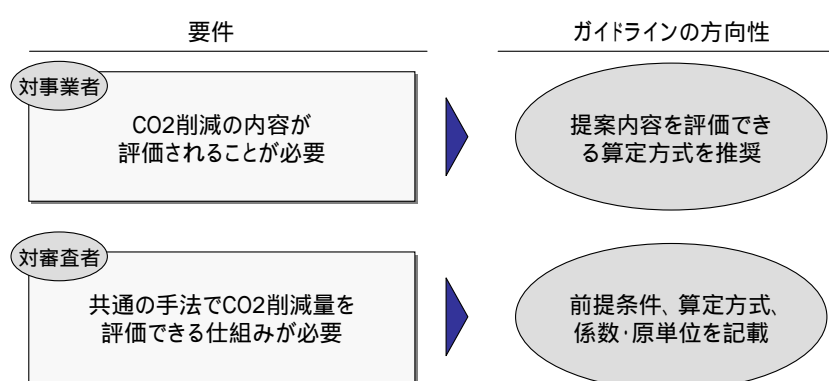 要件
ガイドラインの方向性
対事業者
CO2削減の内容が
評価されることが必要
提案内容を評価でき
る算定方式を推奨
対審査者
共通の手法でCO2削減量を
評価できる仕組みが必要
前提条件、算定方式、
係数・原単位を記載